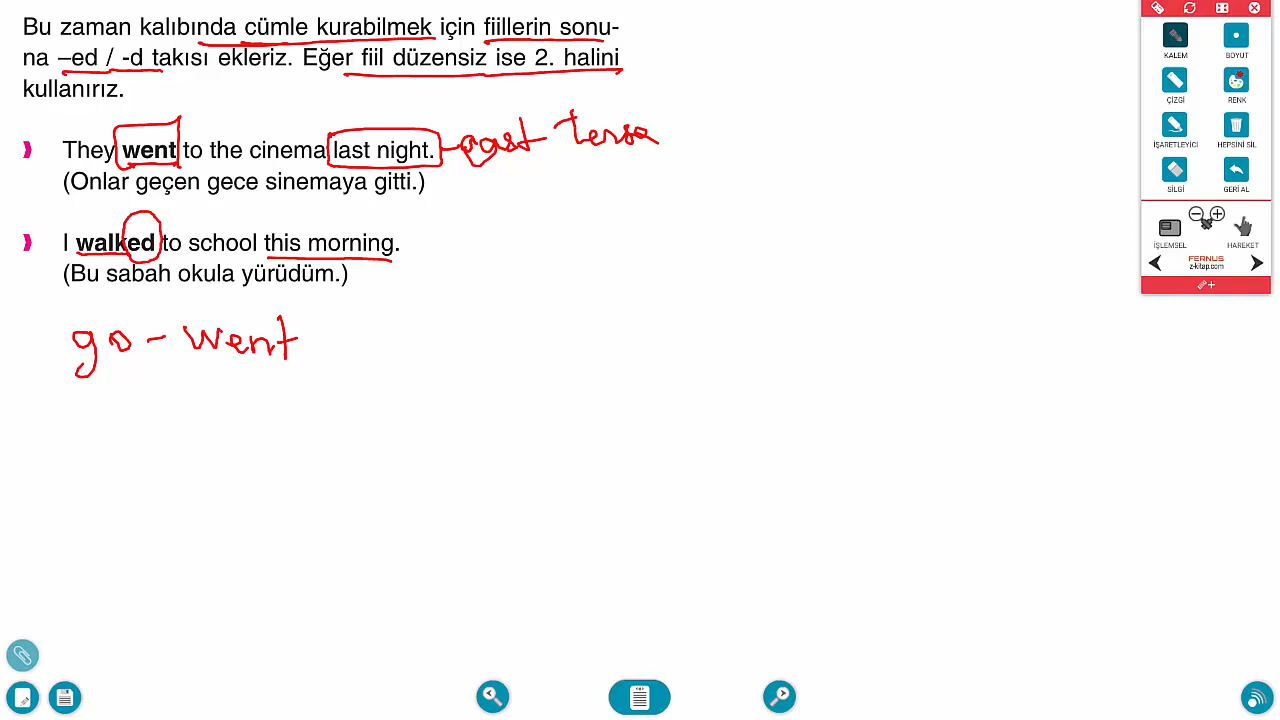 Bu zaman kalıbında cümle kurabilmek için fiillerin sonu-
na –ed / -d takısı ekleriz. Eğer fiil düzensiz ise 2. halini
kullanırız.
They went to the cinema last night. past tense
(Onlar geçen gece sinemaya gitti.)
I walked to school this morning.
(Bu sabah okula yürüdüm.)
go - went
KALEM
BOYUT
ÇİZGİ
RENK
İŞARETLEYİCİ
HEPSİNİ SİL
SİLGİ
GERİ AL
İŞLEMSEL
HAREKET
FERNUS
z-kitap.com